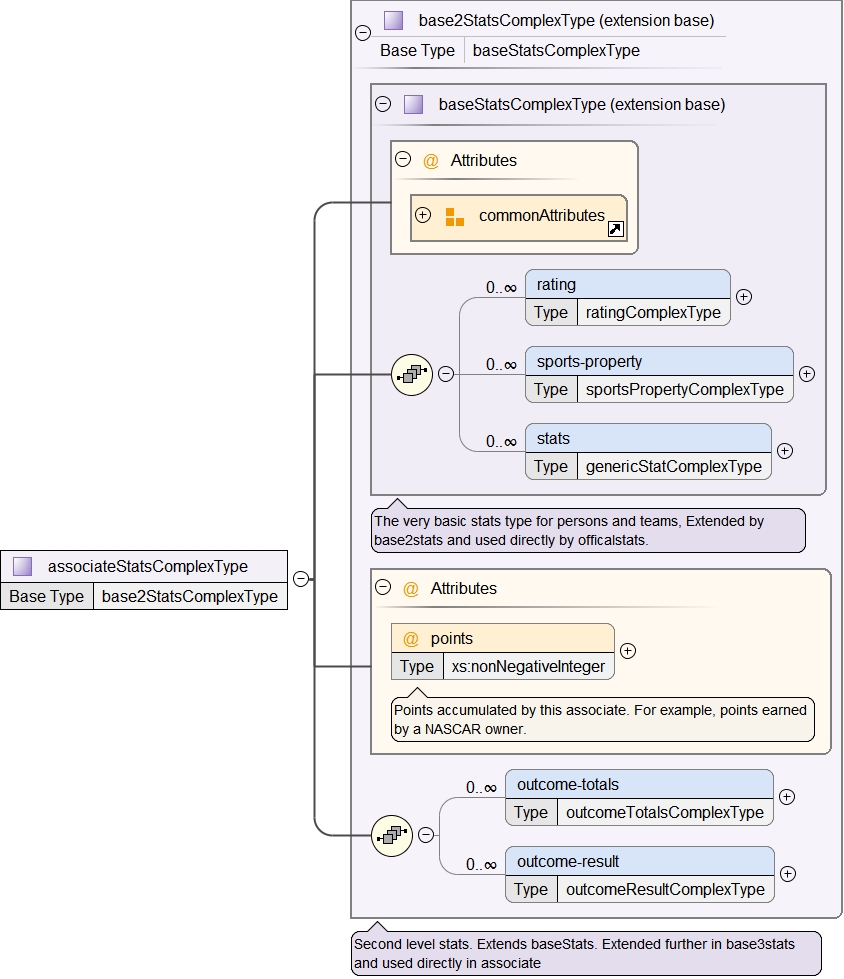 base2StatsComplexType (extension base)
Base Type baseStatsComplexType
baseStatsComplexType (extension base)
@ Attributes
commonAttributes
0..∞ rating
Type ratingComplexType
0..∞ sports-property
Type sportsPropertyComplexType
0..∞ stats
Type genericStatComplexType
The very basic stats type for persons and teams, Extended by
base2stats and used directly by officalstats.
associateStatsComplexType
Base Type base2StatsComplexType
@ Attributes
@ points
Type xs:nonNegativeInteger
Points accumulated by this associate. For example, points earned
by a NASCAR owner.
0..∞ outcome-totals
Type outcomeTotalsComplexType
0..∞ outcome-result
Type outcomeResultComplexType
Second level stats. Extends baseStats. Extended further in base3stats
and used directly in associate